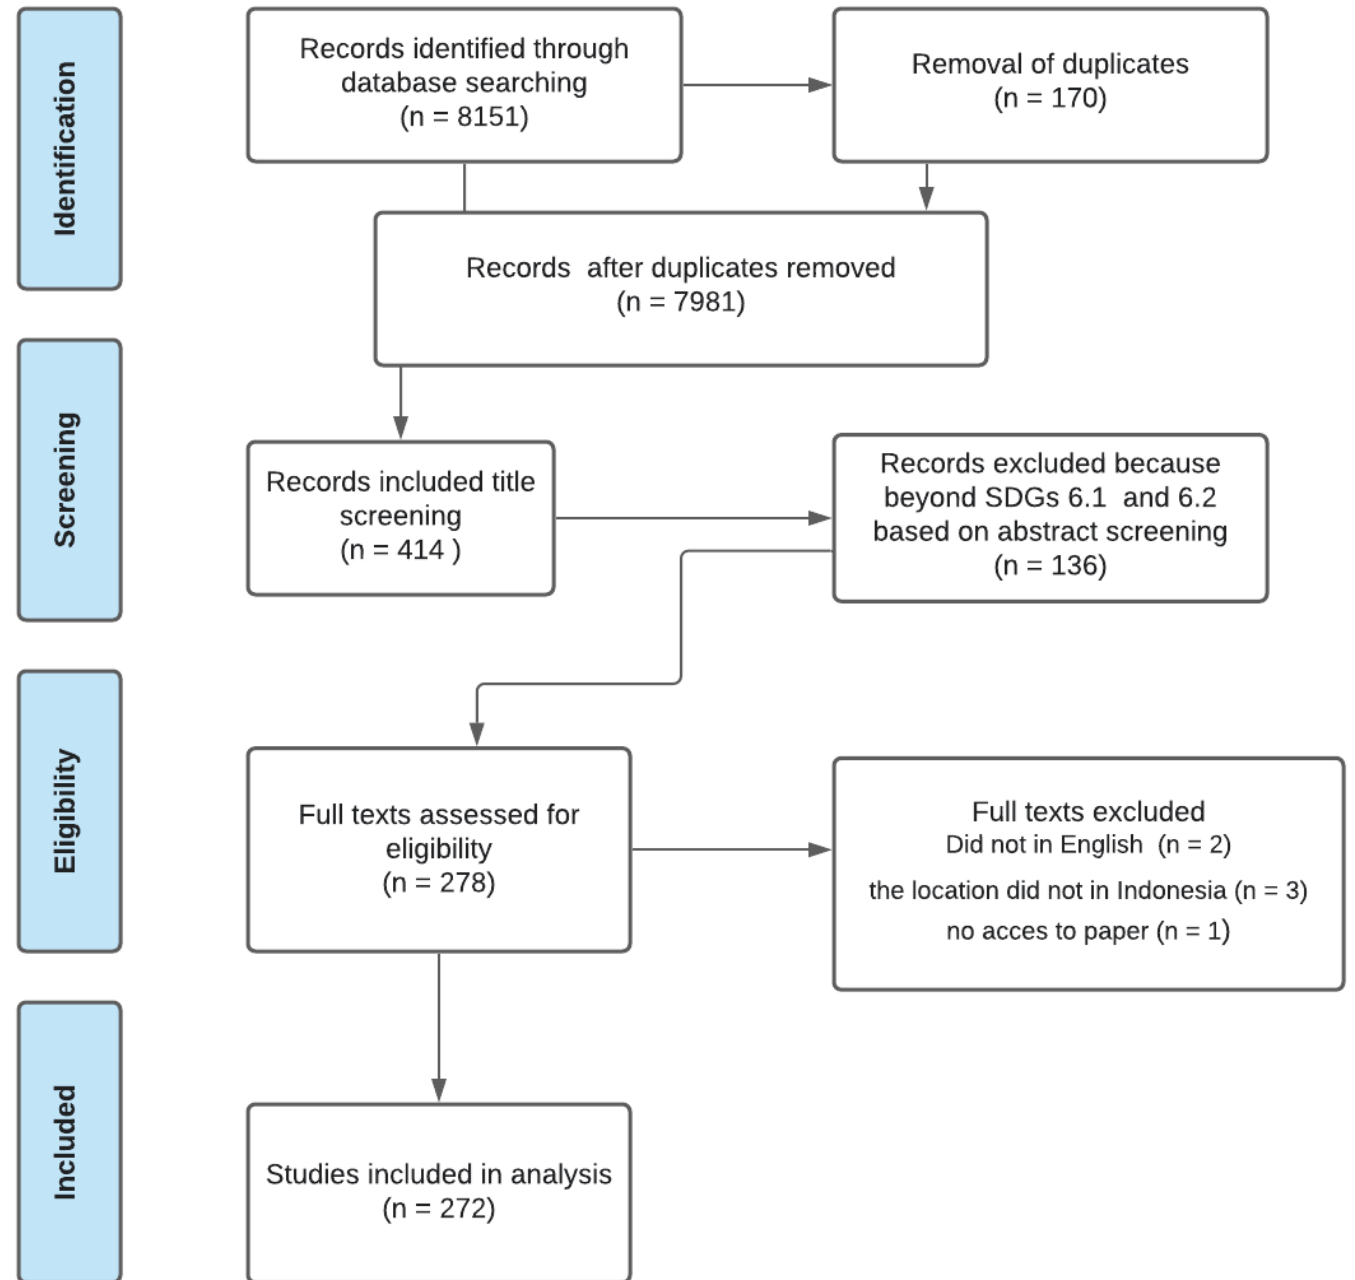 Identification
Records identified through
database searching
(n = 8151)
Removal of duplicates
(n = 170)
Records  after duplicates removed
(n = 7981)
Screening
Records included title
screening
(n = 414 )
Records excluded because
beyond SDGs 6.1  and 6.2
based on abstract screening
(n = 136)
Eligibility
Full texts assessed for
eligibility
(n = 278)
Full texts excluded
Did not in English  (n = 2)
the location did not in Indonesia (n = 3)
no acces to paper (n = 1)
Included
Studies included in analysis
(n = 272)